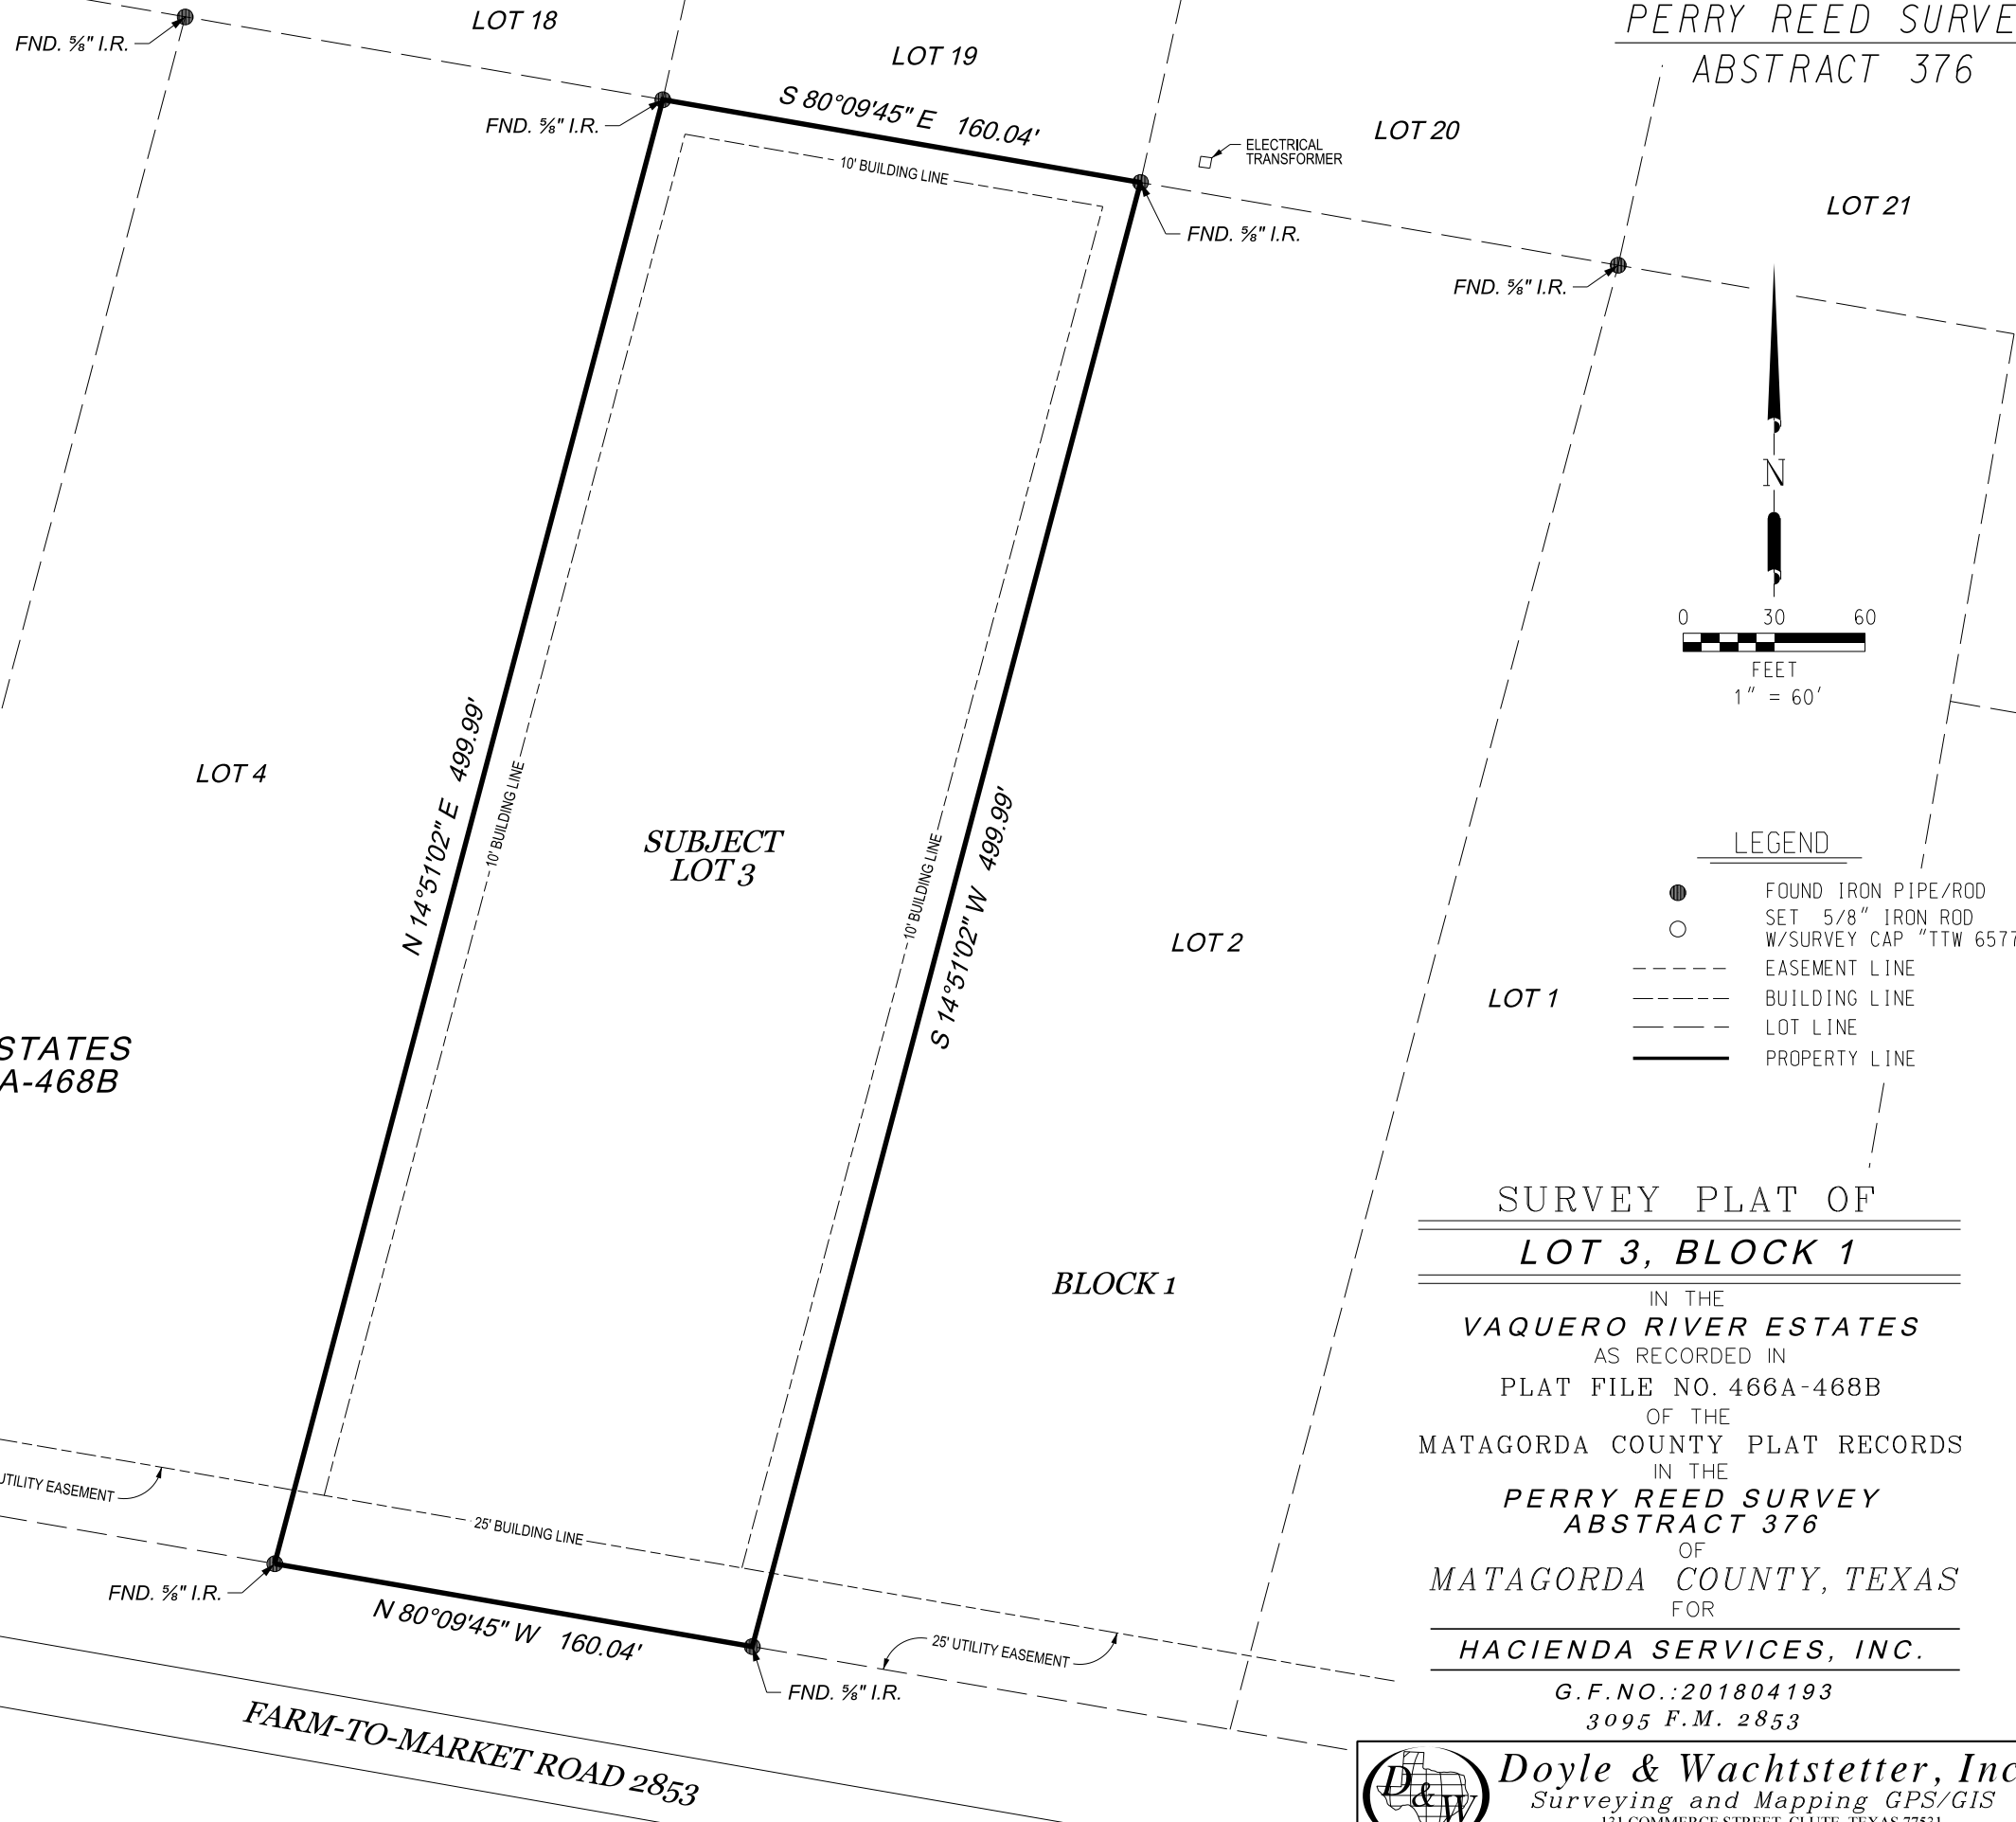 LOT 18
FND. ⅝" I.R.
LOT 19
PERRY REED SURVE
ABSTRACT 376
FND. ⅝" I.R.
S 80°09'45" E 160.04'
10' BUILDING LINE
ELECTRICAL
TRANSFORMER
LOT 20
LOT 21
FND. ⅝" I.R.
FND. ⅝" I.R.
N
0 30 60
FEET
1" = 60'
LOT 4
N 14°51'02" E 499.99'
10' BUILDING LINE
SUBJECT
LOT 3
10' BUILDING LINE
S 14°51'02" W 499.99'
LOT 2
LOT 1
LEGEND
FOUND IRON PIPE/ROD
SET 5/8" IRON ROD
W/SURVEY CAP "TTW 6577
EASEMENT LINE
BUILDING LINE
LOT LINE
PROPERTY LINE
STATES
A-468B
BLOCK 1
UTILITY EASEMENT
25' BUILDING LINE
FND. ⅝" I.R.
N 80°09'45" W 160.04'
25' UTILITY EASEMENT
FND. ⅝" I.R.
FARM-TO-MARKET ROAD 2853
SURVEY PLAT OF
LOT 3, BLOCK 1
IN THE
VAQUERO RIVER ESTATES
AS RECORDED IN
PLAT FILE NO. 466A-468B
OF THE
MATAGORDA COUNTY PLAT RECORDS
IN THE
PERRY REED SURVEY
ABSTRACT 376
OF
MATAGORDA COUNTY, TEXAS
FOR
HACIENDA SERVICES, INC.
G.F.NO.:201804193
3095 F.M. 2853
D&W
Doyle & Wachtstetter, Inc
Surveying and Mapping GPS/GIS
131 COMMERCE STREET, CLUTE, TEXAS 77531